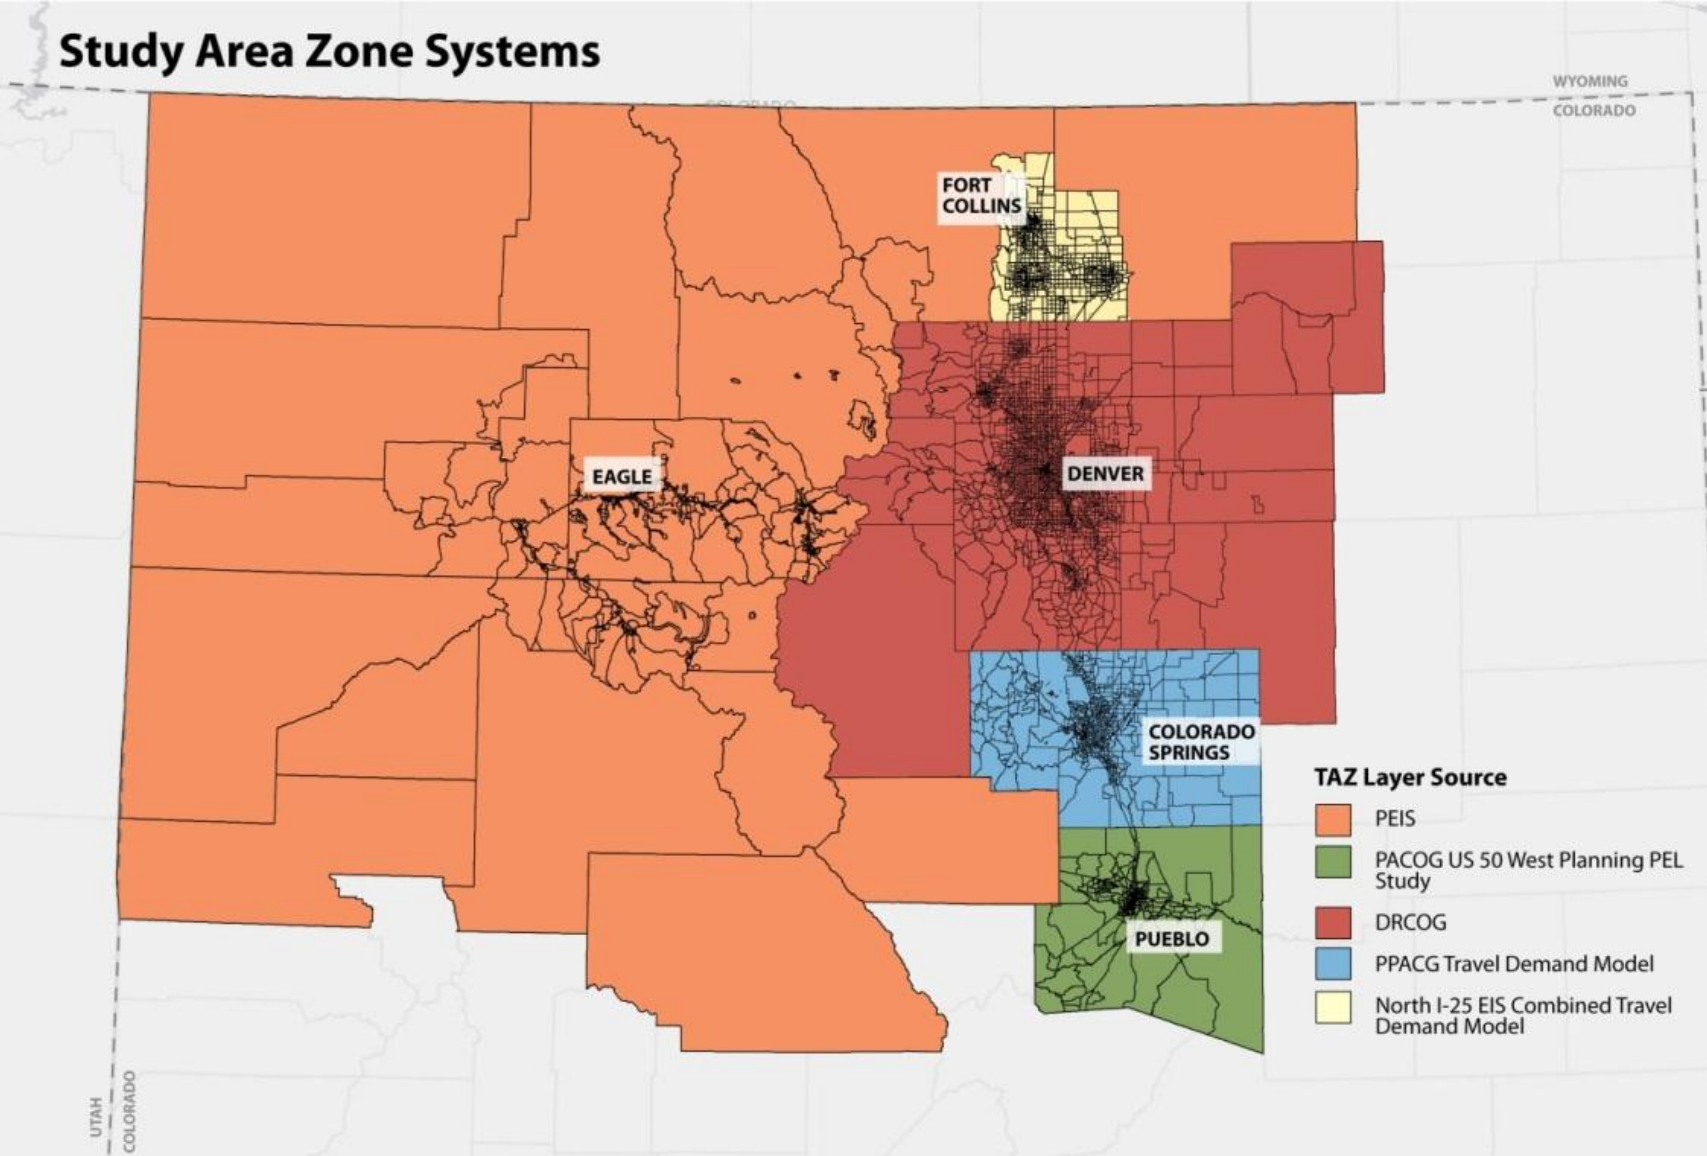 Study Area Zone Systems
WYOMING
COLORADO
COLORADO
FORT
COLLINS
EAGLE
DENVER
COLORADO
SPRINGS
PUEBLO
TAZ Layer Source
PEIS
PACOG US 50 West Planning PEL
Study
DRCOG
PPACG Travel Demand Model
North I-25 EIS Combined Travel
Demand Model
UTAH
COLORADO